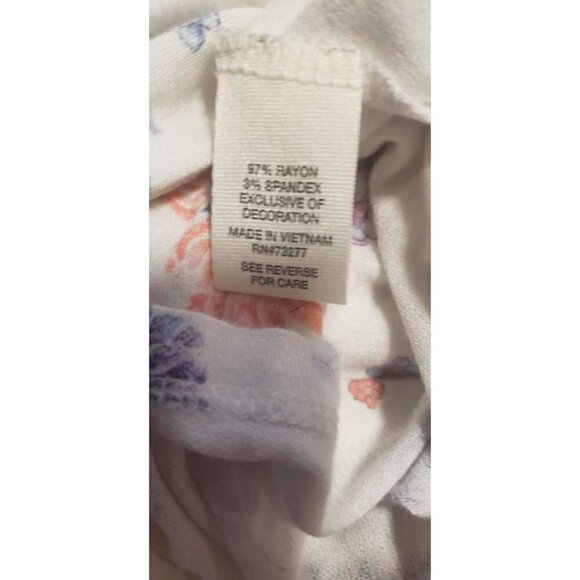 97% RAYON
3% SPANDEX
EXCLUSIVE OF
DECORATION
MADE IN VIETNAM
RN#73277
SEE REVERSE
FOR CARE